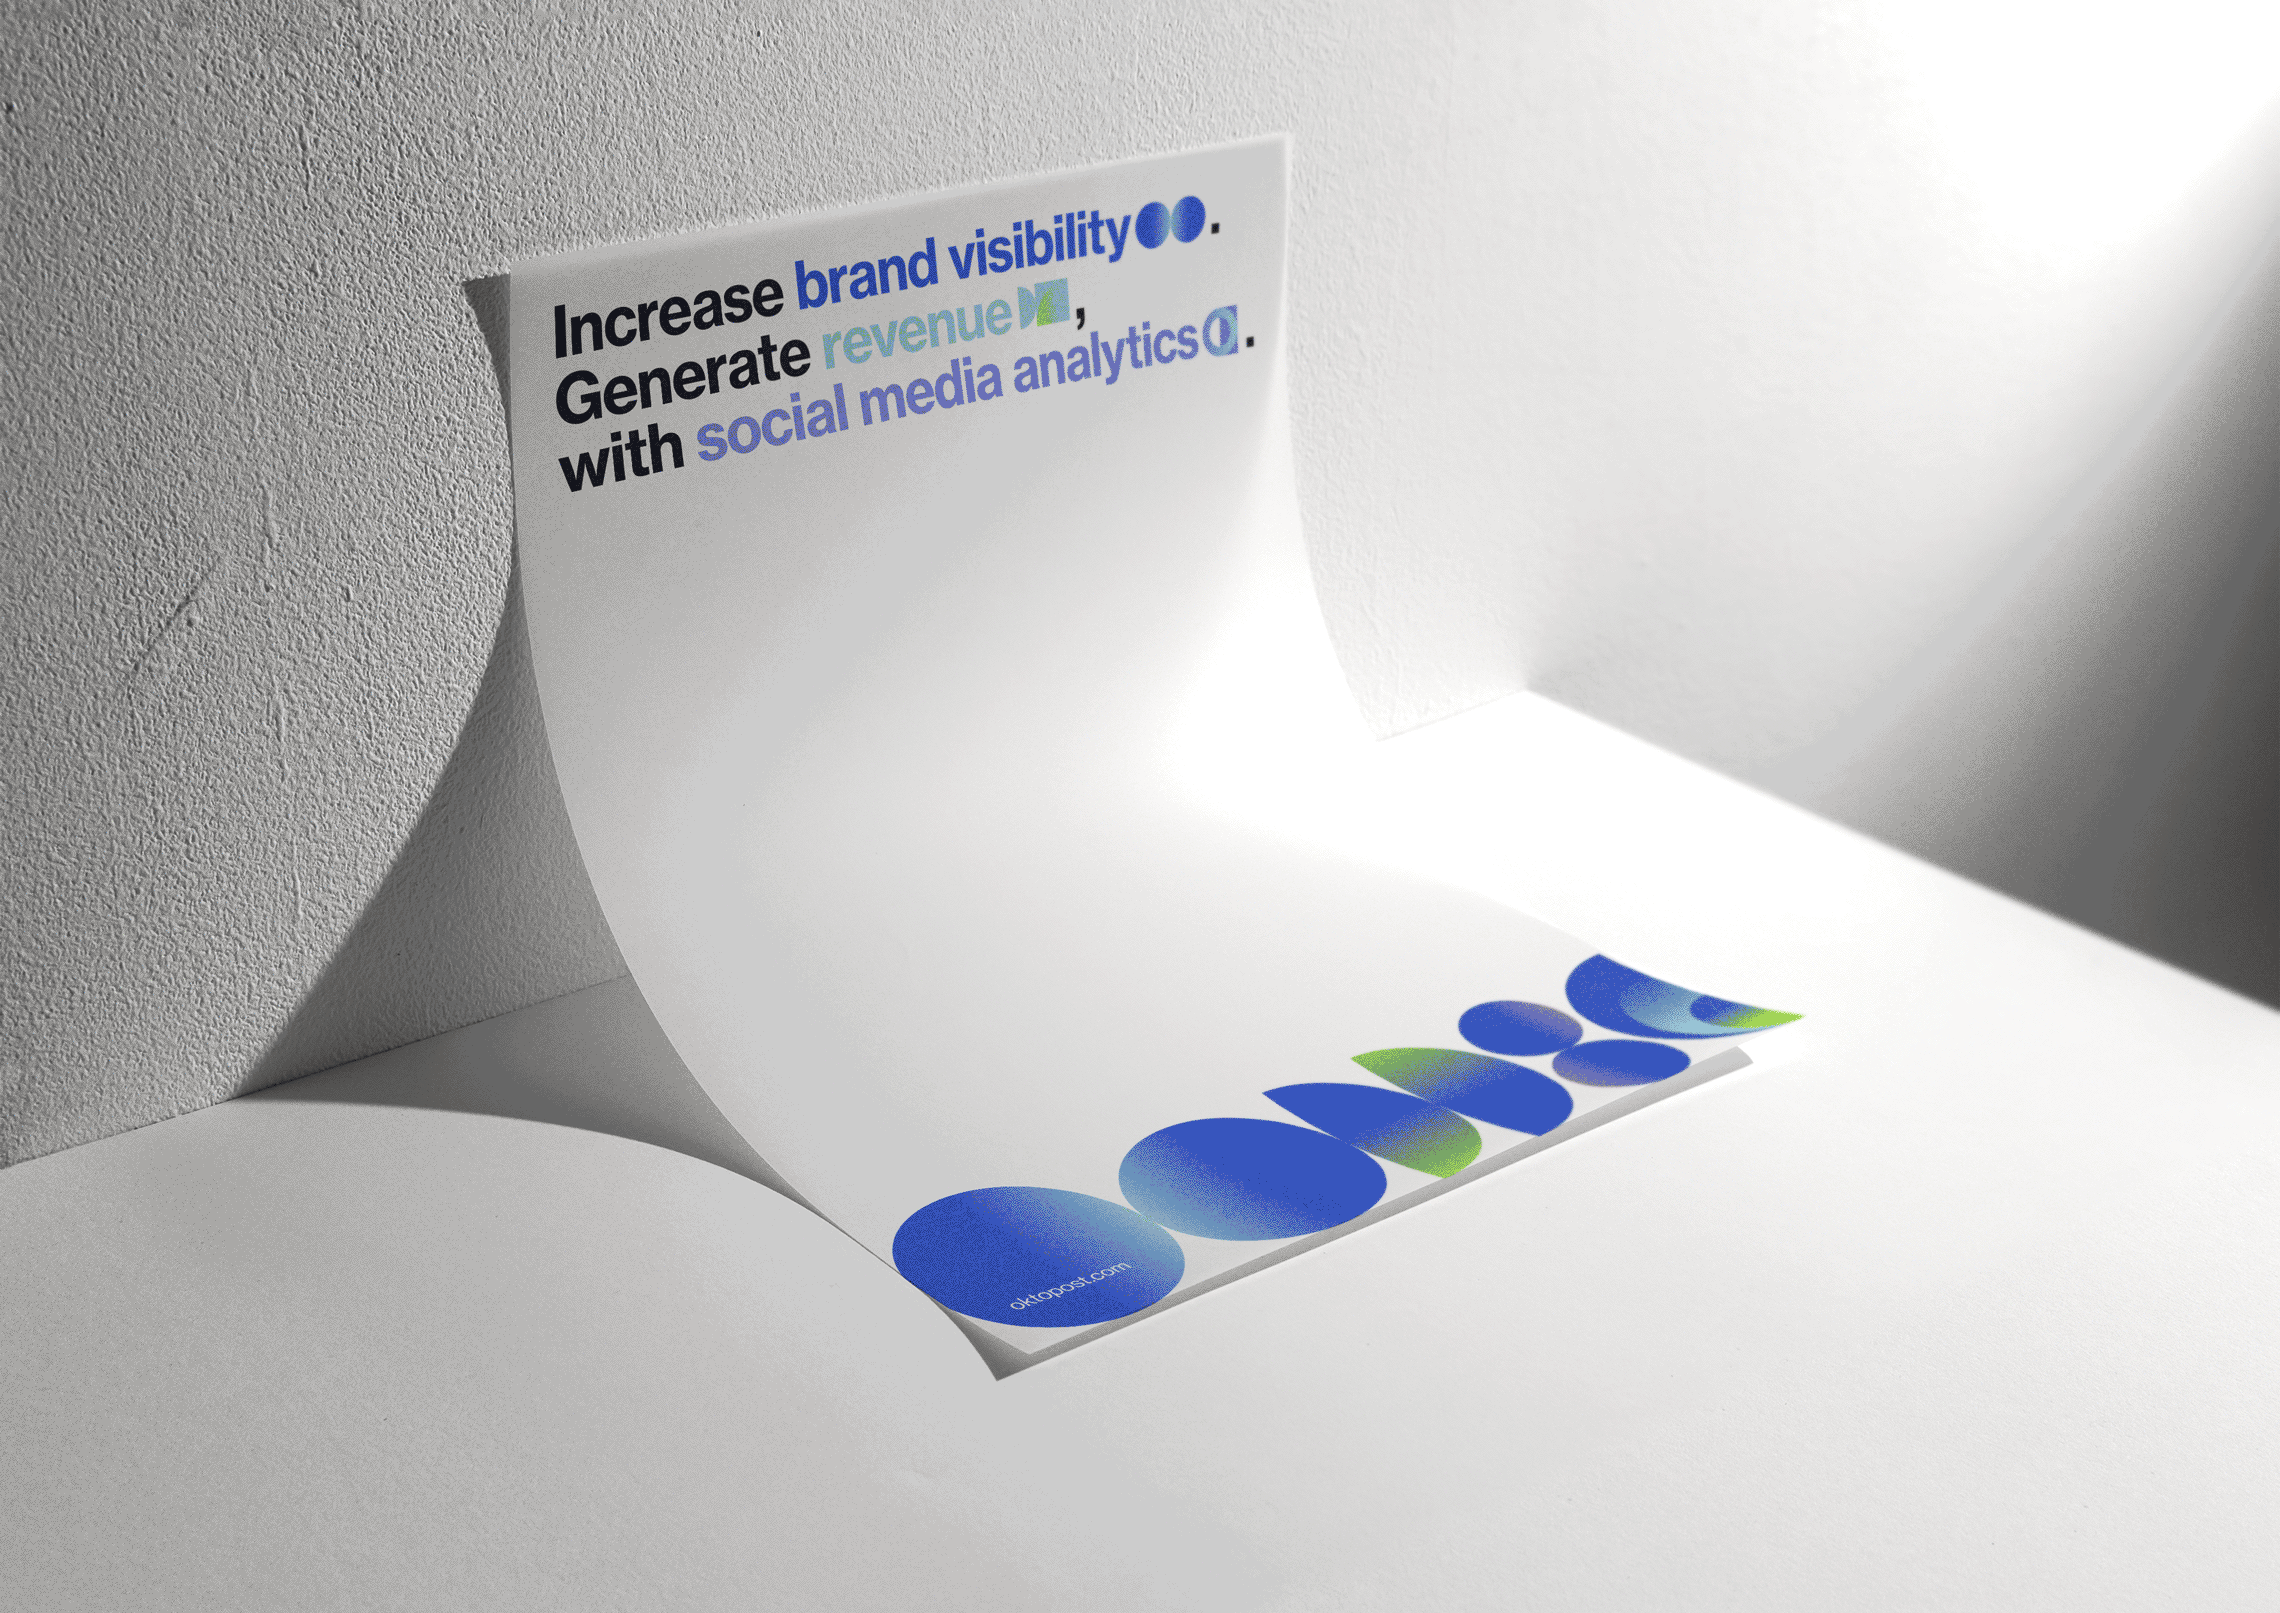 Increase brand visibility.
Generate revenue,
with social media analytics.
oktopost.com